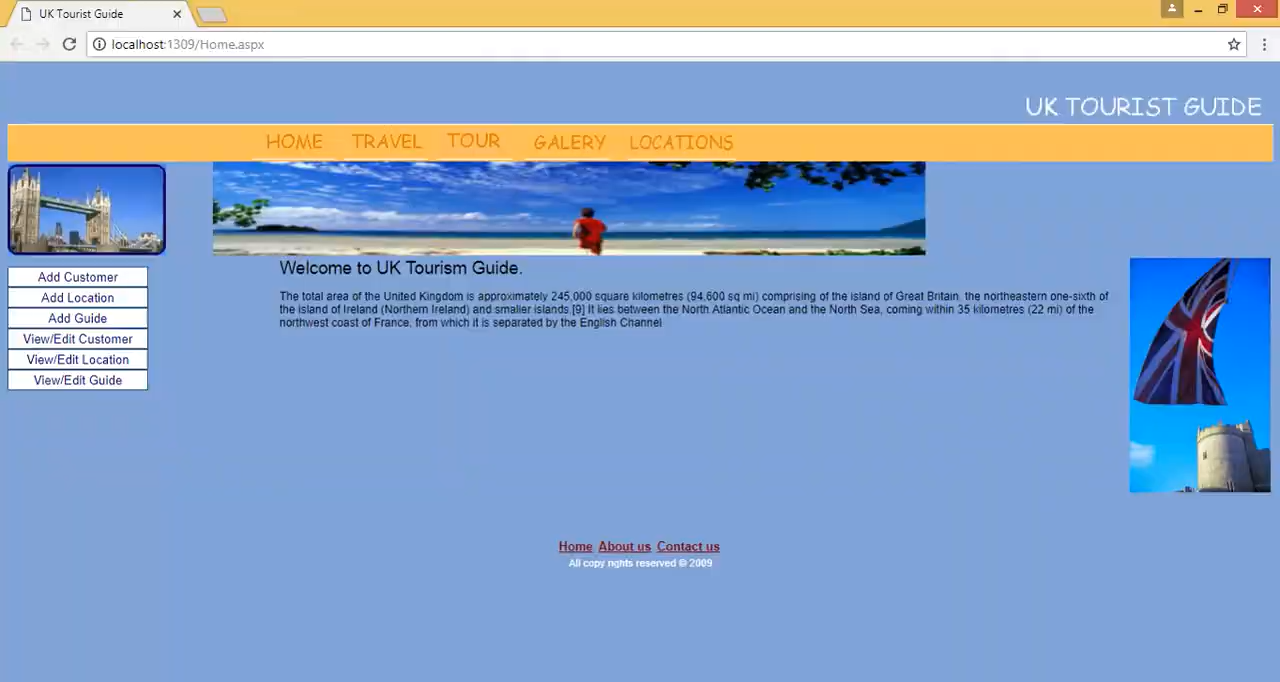 UK Tourist Guide
localhost:1309/Home.aspx
UK TOURIST GUIDE
HOME TRAVEL TOUR GALERY LOCATIONS
Welcome to UK Tourism Guide.
The total area of the United Kingdom is approximately 245,000 square kilometres (94,600 sq mi) comprising of the island of Great Britain, the northeastern one-sixth of
the island of Ireland (Northern Ireland) and smaller islands.[9] It lies between the North Atlantic Ocean and the North Sea, coming within 35 kilometres (22 mi) of the
northwest coast of France, from which it is separated by the English Channel
Add Customer
Add Location
Add Guide
View/Edit Customer
View/Edit Location
View/Edit Guide
Home About us Contact us
All copy rights reserved © 2009